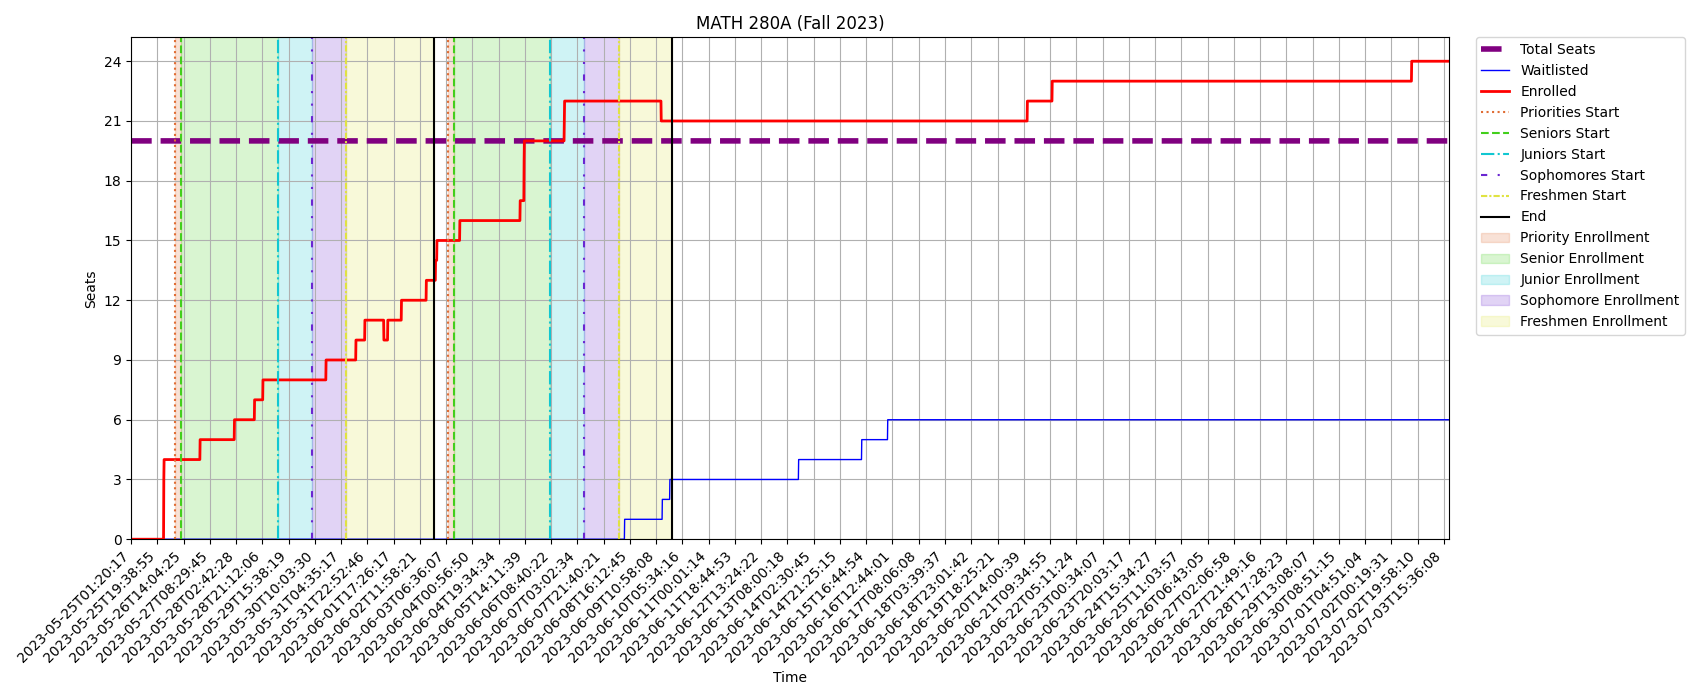 MATH 280A (Fall 2023)
Seats
24
21
18
15
12
9
6
3
0
2023-05-25T01:20:17
2023-05-25T19:38:55
2023-05-26T14:04:25
2023-05-27T08:29:45
2023-05-28T02:42:28
2023-05-28T21:12:06
2023-05-29T15:38:19
2023-05-30T10:03:30
2023-05-31T04:35:17
2023-05-31T22:52:46
2023-06-01T17:26:17
2023-06-02T11:58:21
2023-06-03T06:36:07
2023-06-04T00:56:50
2023-06-04T19:34:34
2023-06-05T14:11:39
2023-06-06T08:40:22
2023-06-07T03:02:34
2023-06-07T21:40:21
2023-06-08T16:12:45
2023-06-09T10:58:08
2023-06-10T05:34:16
2023-06-11T00:01:14
2023-06-11T18:44:53
2023-06-12T13:24:22
2023-06-13T08:00:18
2023-06-14T02:30:45
2023-06-14T21:25:15
2023-06-15T16:44:54
2023-06-16T12:44:01
2023-06-17T08:06:08
2023-06-18T03:39:37
2023-06-18T23:01:42
2023-06-19T18:25:21
2023-06-20T14:00:39
2023-06-21T09:34:55
2023-06-22T05:11:24
2023-06-23T00:34:07
2023-06-23T20:03:17
2023-06-24T15:34:27
2023-06-25T11:03:57
2023-06-26T06:43:05
2023-06-27T02:06:58
2023-06-27T21:49:16
2023-06-28T17:28:23
2023-06-29T13:08:07
2023-06-30T08:51:15
2023-07-01T04:51:04
2023-07-02T00:19:31
2023-07-02T19:58:10
2023-07-03T15:36:08
Time
Total Seats
Waitlisted
Enrolled
Priorities Start
Seniors Start
Juniors Start
Sophomores Start
Freshmen Start
End
Priority Enrollment
Senior Enrollment
Junior Enrollment
Sophomore Enrollment
Freshmen Enrollment